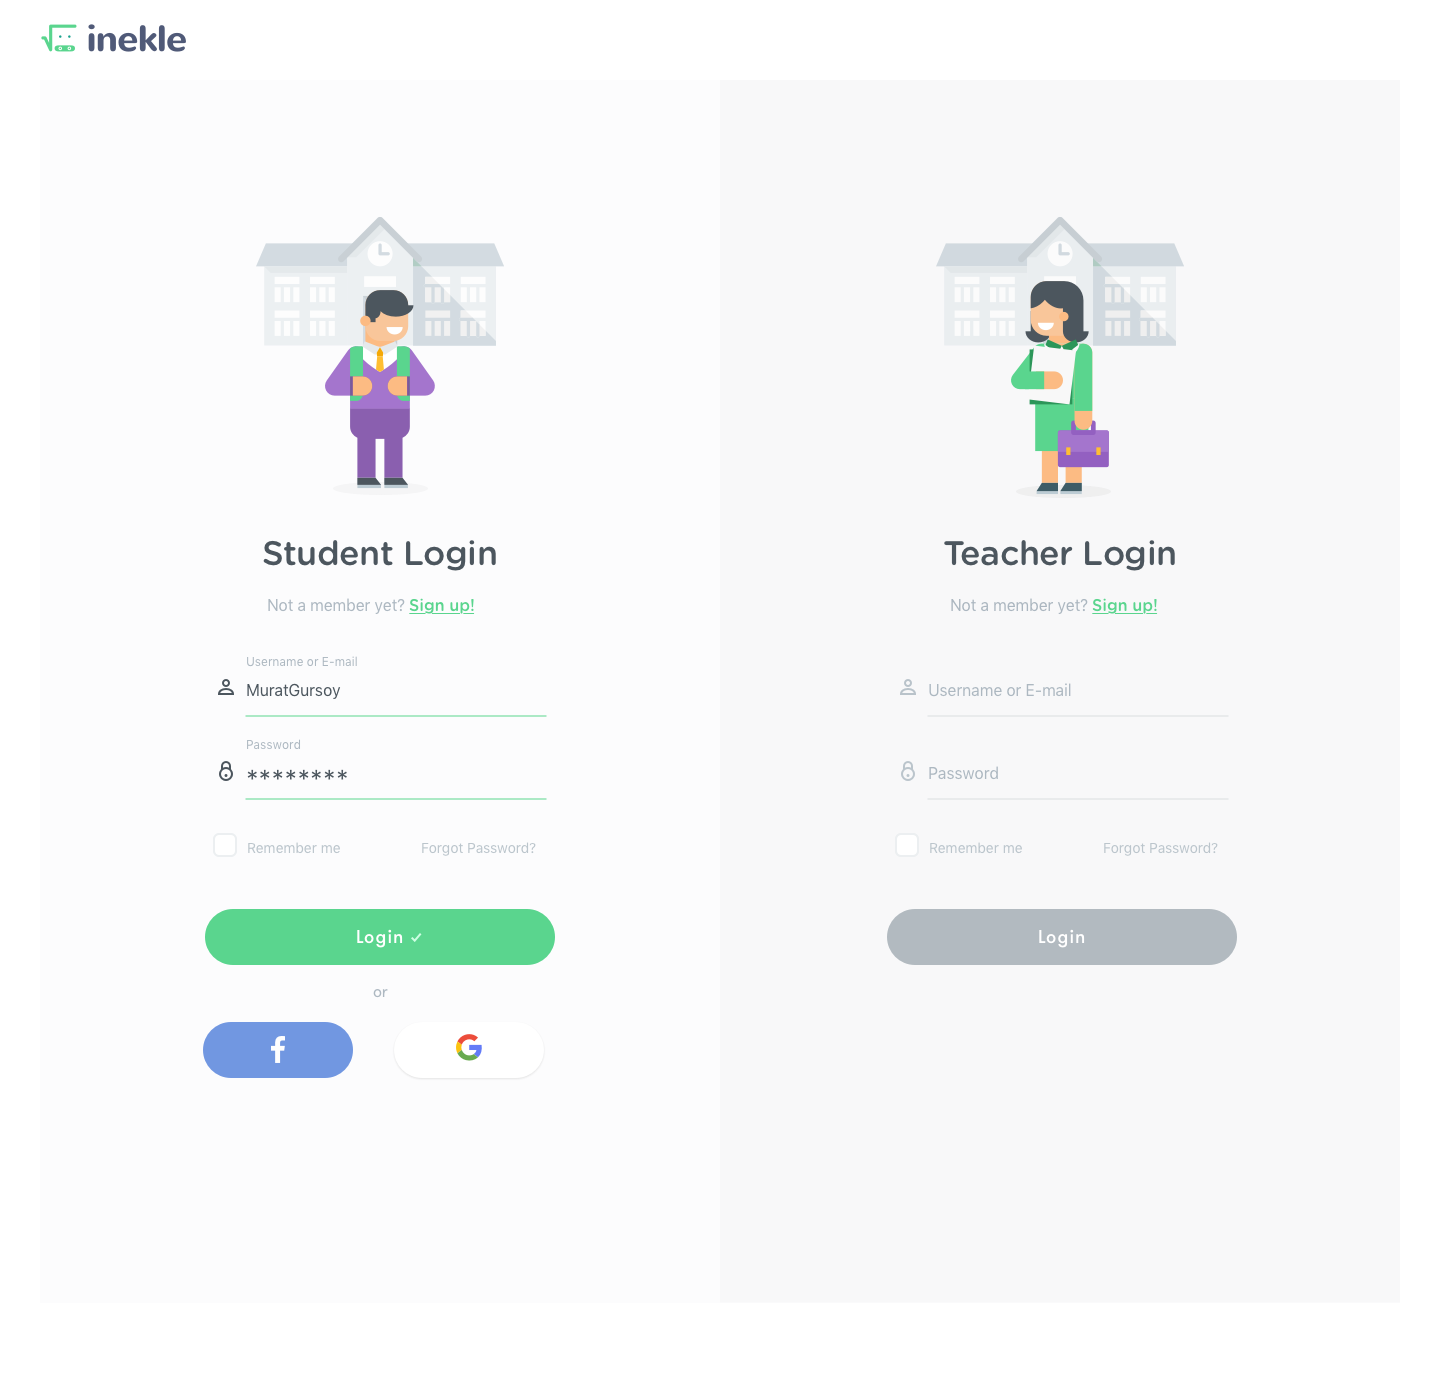 inekle
Student Login
Not a member yet? Sign up!
Username or E-mail
MuratGursoy
Password
********
Remember me
Forgot Password?
Login
or
Teacher Login
Not a member yet? Sign up!
Username or E-mail
Password
Remember me
Forgot Password?
Login